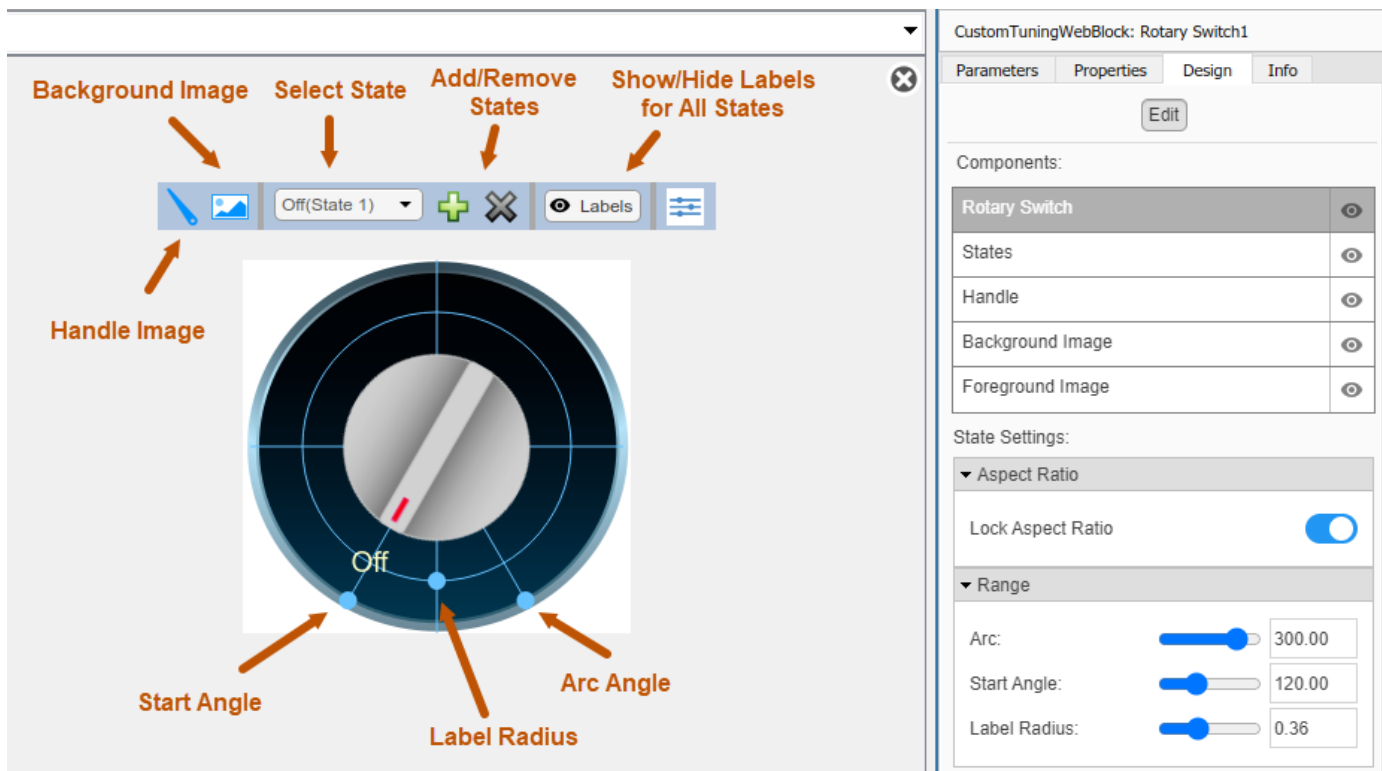 Background Image
Select State
Add/Remove
States
Show/Hide Labels
for All States
Off(State 1)
Labels
Handle Image
Off
Start Angle
Label Radius
Arc Angle
CustomTuningWebBlock: Rotary Switch1
Parameters
Properties
Design
Info
Edit
Components:
Rotary Switch
States
Handle
Background Image
Foreground Image
State Settings:
Aspect Ratio
Lock Aspect Ratio
Range
Arc: 300.00
Start Angle: 120.00
Label Radius: 0.36